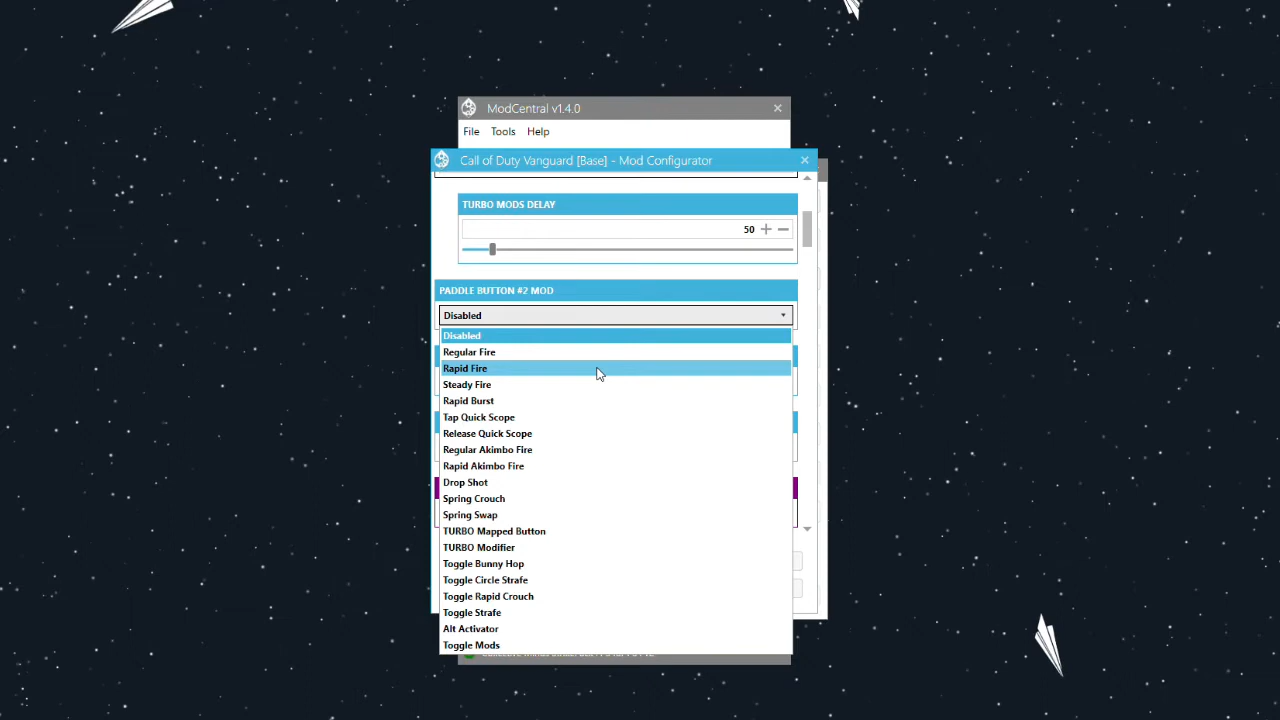 ModCentral v1.4.0
File Tools Help
Call of Duty Vanguard [Base] - Mod Configurator
TURBO MODS DELAY
50
PADDLE BUTTON #2 MOD
Disabled
Disabled
Regular Fire
Rapid Fire
Steady Fire
Rapid Burst
Tap Quick Scope
Release Quick Scope
Regular Akimbo Fire
Rapid Akimbo Fire
Drop Shot
Spring Crouch
Spring Swap
TURBO Mapped Button
TURBO Modifier
Toggle Bunny Hop
Toggle Circle Strafe
Toggle Rapid Crouch
Toggle Strafe
Alt Activator
Toggle Mods